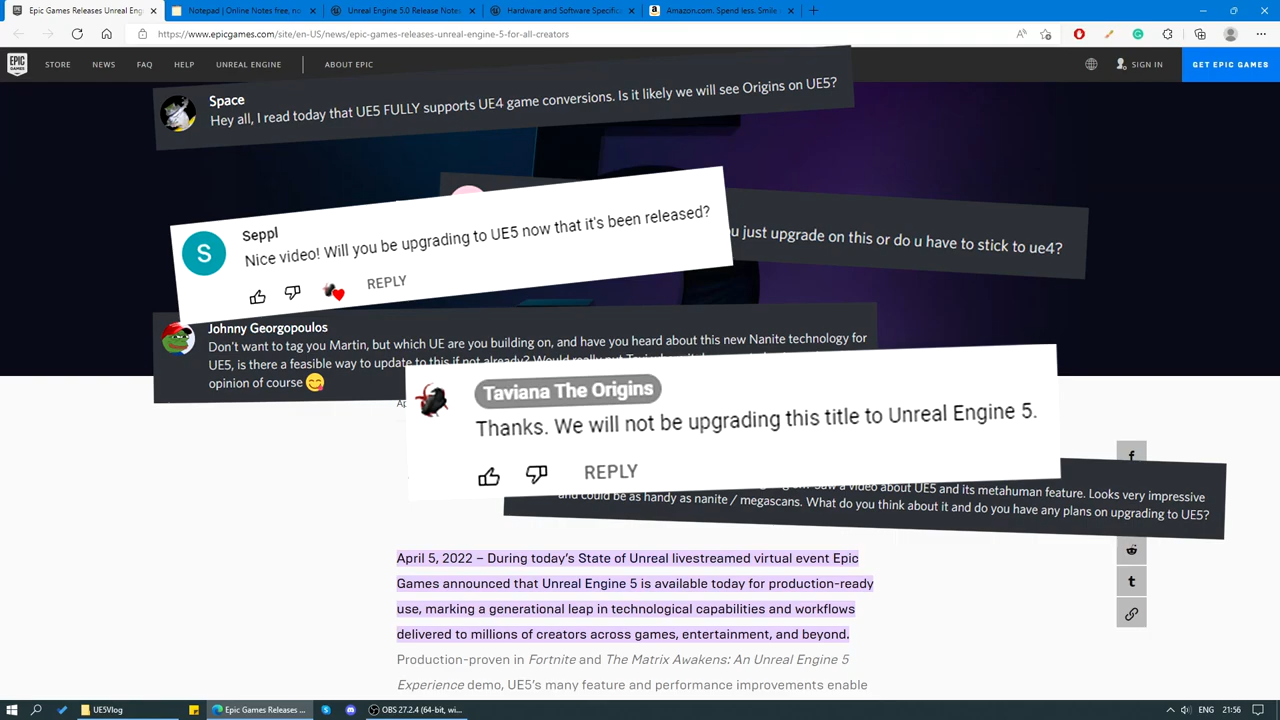 Epic Games Releases Unreal Eng
Notepad | Online Notes free, no
Unreal Engine 5.0 Release Notes
Hardware and Software Specific
Amazon.com. Spend less. Smile
https://www.epicgames.com/site/en-US/news/epic-games-releases-unreal-engine-5-for-all-creators
EPIC GAMES
STORE
NEWS
FAQ
HELP
UNREAL ENGINE
ABOUT EPIC
SIGN IN
GET EPIC GAMES
Space
Hey all, I read today that UE5 FULLY supports UE4 game conversions. Is it likely we will see Origins on UE5?
S
Seppl
Nice video! Will you be upgrading to UE5 now that it's been released?
REPLY
u just upgrade on this or do u have to stick to ue4?
Johnny Georgopoulos
Don't want to tag you Martin, but which UE are you building on, and have you heard about this new Nanite technology for
UE5, is there a feasible way to update to this if not already?
opinion of course
Taviana The Origins
Thanks. We will not be upgrading this title to Unreal Engine 5.
REPLY
saw a video about UE5 and its metahuman feature. Looks very impressive
and could be as handy as nanite / megascans. What do you think about it and do you have any plans on upgrading to UE5?
April 5, 2022 – During today's State of Unreal livestreamed virtual event Epic
Games announced that Unreal Engine 5 is available today for production-ready
use, marking a generational leap in technological capabilities and workflows
delivered to millions of creators across games, entertainment, and beyond.
Production-proven in Fortnite and The Matrix Awakens: An Unreal Engine 5
Experience demo, UE5's many feature and performance improvements enable
UE5Vlog
Epic Games Releases ...
OBS 27.2.4 (64-bit, wi...
ENG
21:56